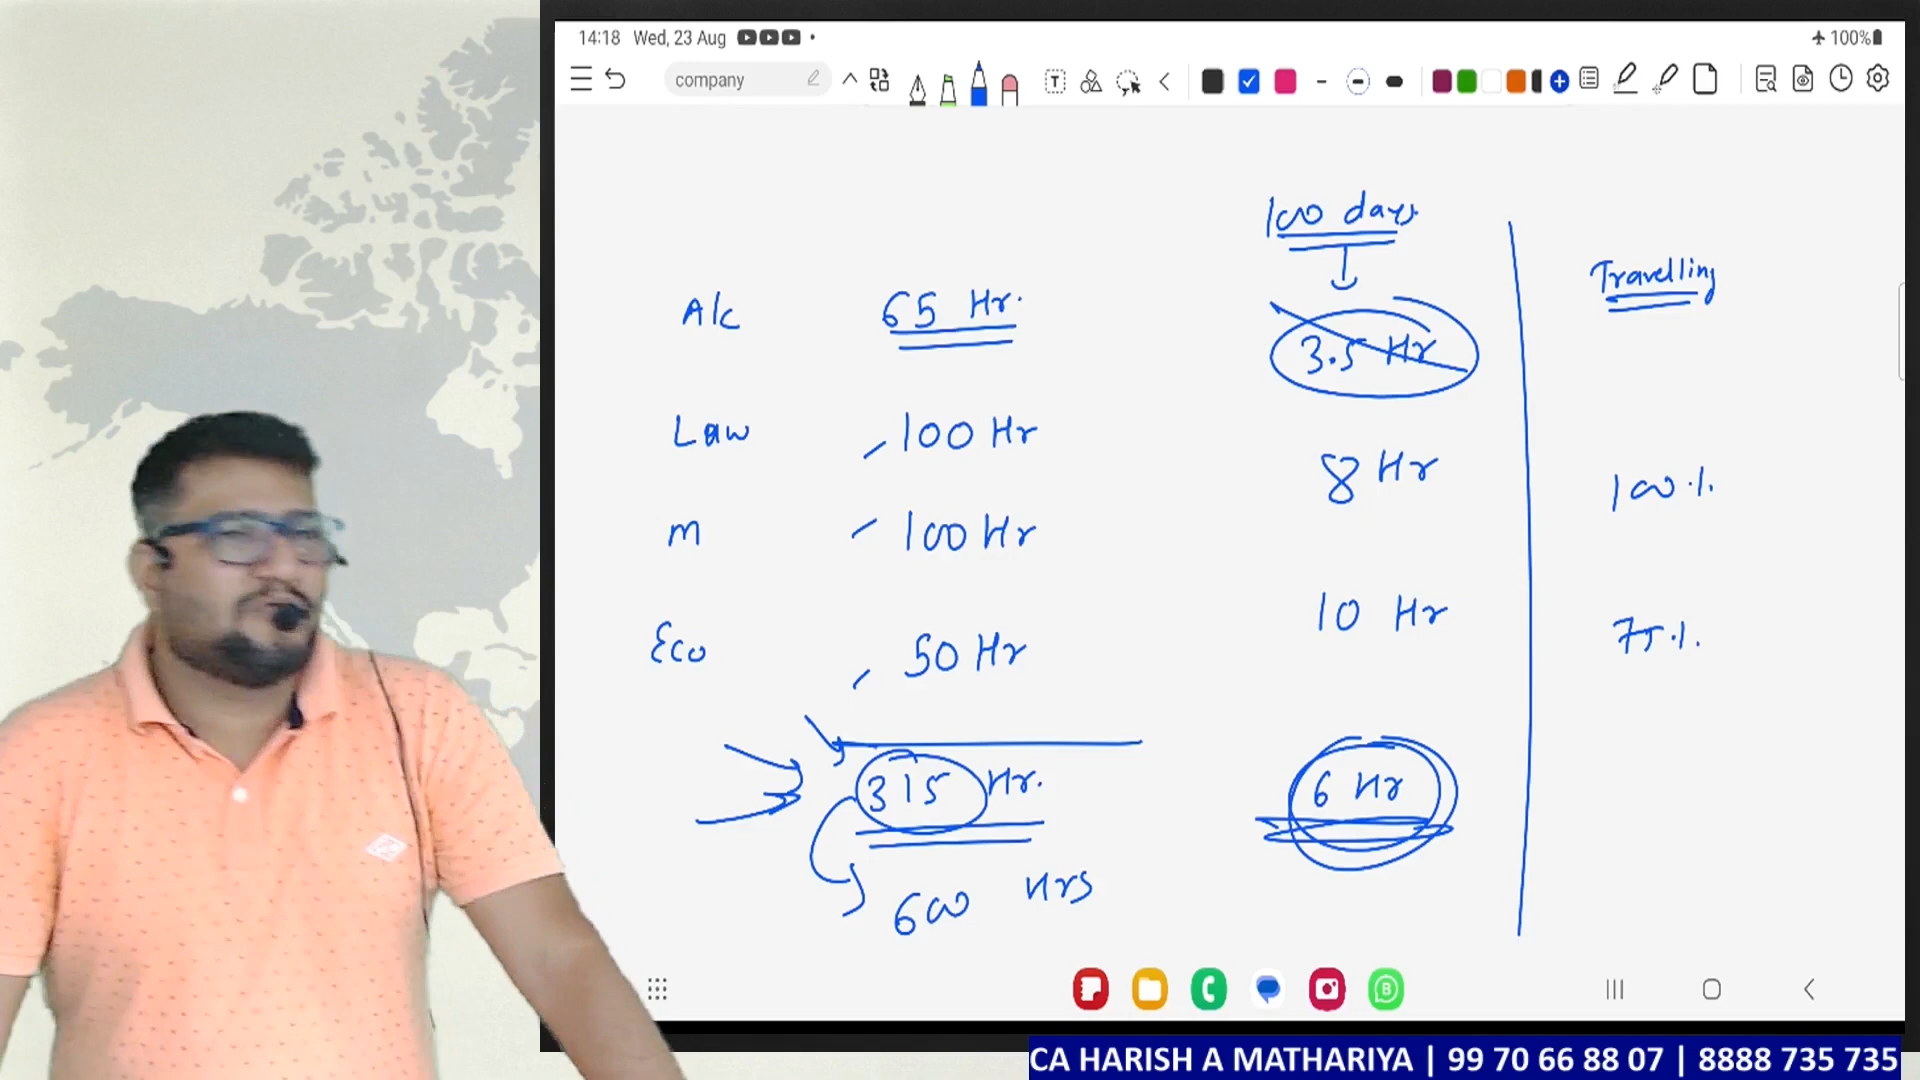 14:18 Wed, 23 Aug
100%
company
100 days
Travelling
A/c 65 Hr.
3.5 Hr
Law 100 Hr
8 Hr
100 %
M 100 Hr
10 Hr
75 %
Eco 50 Hr
315 Hr.
6 Hr
600 Hrs
CA HARISH A MATHARIYA | 99 70 66 88 07 | 8888 735 735